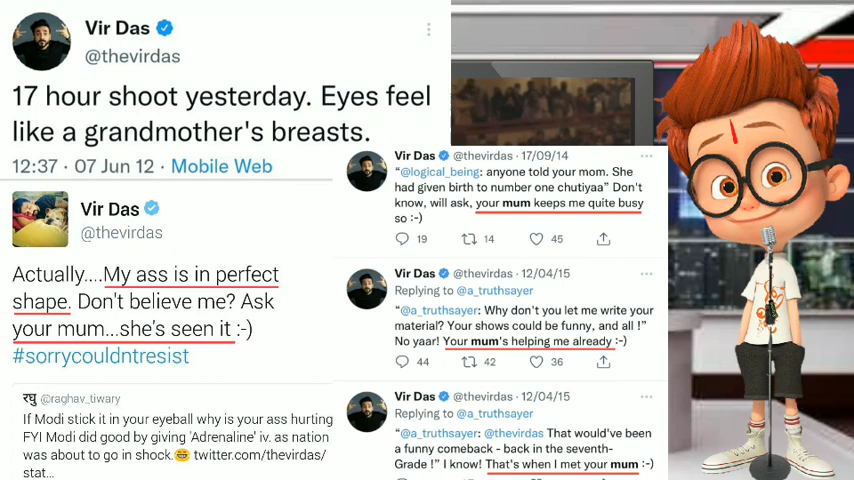 Vir Das
@thevirdas
17 hour shoot yesterday. Eyes feel
like a grandmother's breasts.
12:37 · 07 Jun 12 · Mobile Web
Vir Das
@thevirdas
Actually....My ass is in perfect
shape. Don't believe me? Ask
your mum...she's seen it :-)
#sorrycouldntresist
रघु @raghav_tiwary
If Modi stick it in your eyeball why is your ass hurting
FYI Modi did good by giving 'Adrenaline' iv. as nation
was about to go in shock.😁 twitter.com/thevirdas/
stat...
Vir Das @thevirdas · 17/09/14
“@logical_being: anyone told your mom. She
had given birth to number one chutiyaa” Don't
know, will ask, your mum keeps me quite busy
so :-)
19 14 45
Vir Das @thevirdas · 12/04/15
Replying to @a_truthsayer
“@a_truthsayer: Why don't you let me write your
material? Your shows could be funny, and all !”
No yaar! Your mum's helping me already :-)
44 42 36
Vir Das @thevirdas · 12/04/15
Replying to @a_truthsayer
“@a_truthsayer: @thevirdas That would've been
a funny comeback - back in the seventh-
Grade !” I know! That's when I met your mum :-)